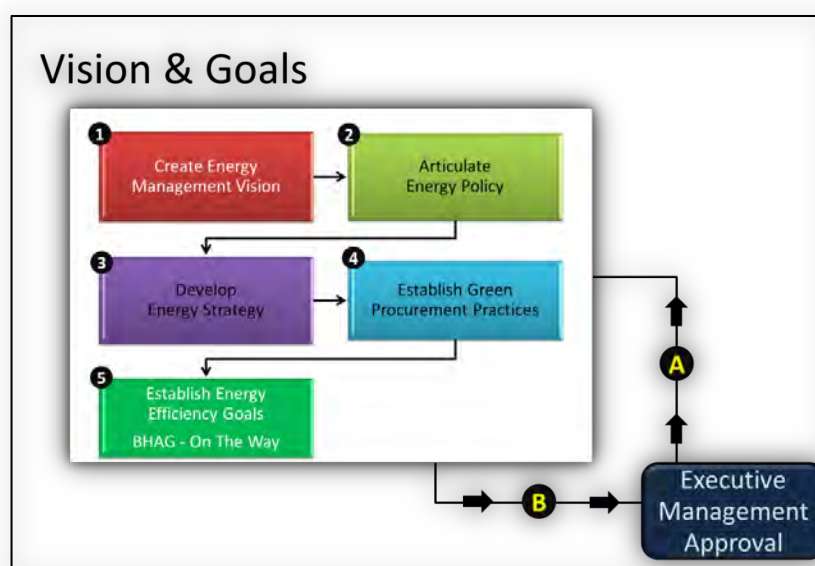 Vision & Goals
1
Create Energy
Management Vision
2
Articulate
Energy Policy
3
Develop
Energy Strategy
4
Establish Green
Procurement Practices
5
Establish Energy
Efficiency Goals
BHAG - On The Way
A
B
Executive
Management
Approval